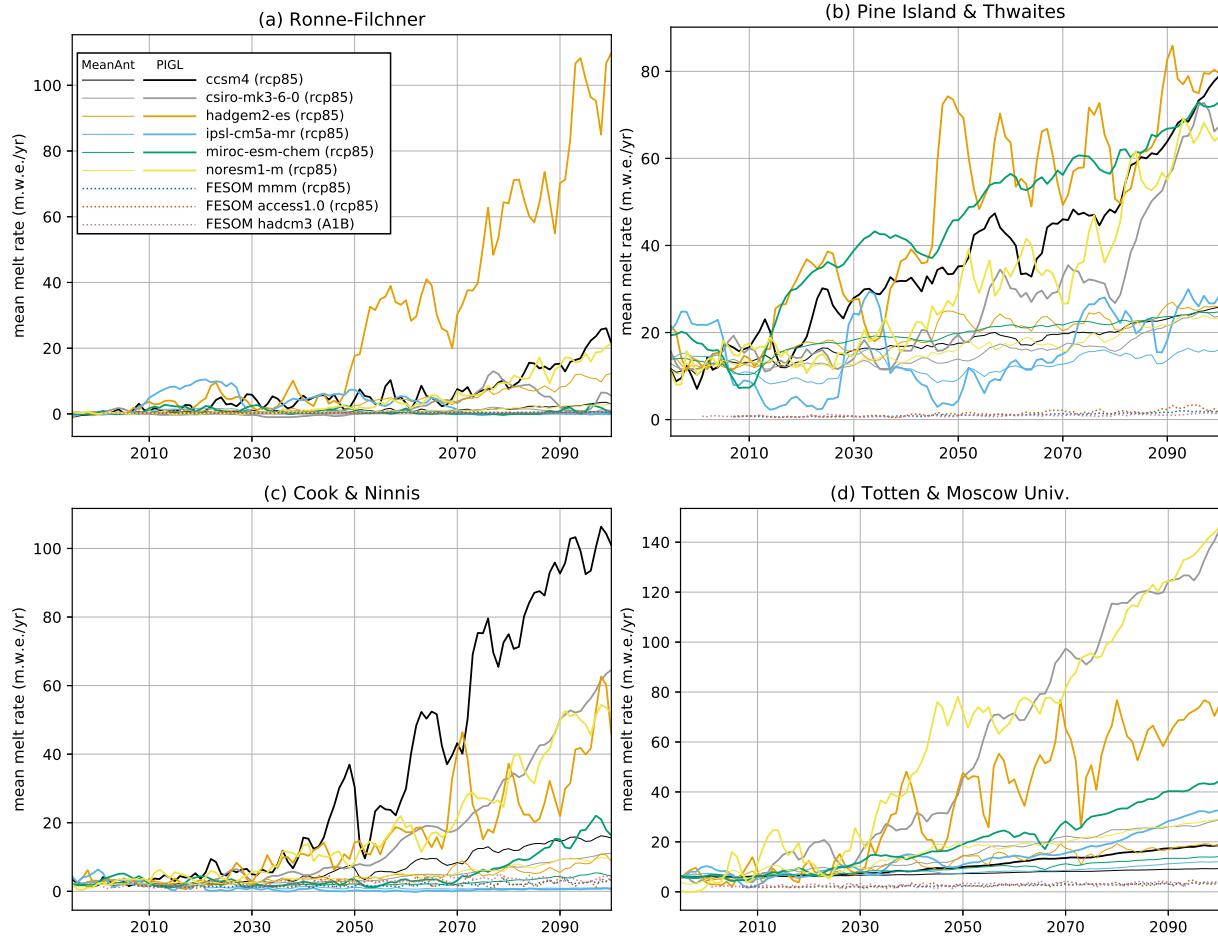 (a) Ronne-Filchner
mean melt rate (m.w.e./yr)
100
80
60
40
20
0
2010 2030 2050 2070 2090
MeanAnt PIGL
ccsm4 (rcp85)
csiro-mk3-6-0 (rcp85)
hadgem2-es (rcp85)
ipsl-cm5a-mr (rcp85)
miroc-esm-chem (rcp85)
noresm1-m (rcp85)
FESOM mmm (rcp85)
FESOM access1.0 (rcp85)
FESOM hadcm3 (A1B)
(b) Pine Island & Thwaites
mean melt rate (m.w.e./yr)
80
60
40
20
0
2010 2030 2050 2070 2090
(c) Cook & Ninnis
mean melt rate (m.w.e./yr)
100
80
60
40
20
0
2010 2030 2050 2070 2090
(d) Totten & Moscow Univ.
mean melt rate (m.w.e./yr)
140
120
100
80
60
40
20
0
2010 2030 2050 2070 2090